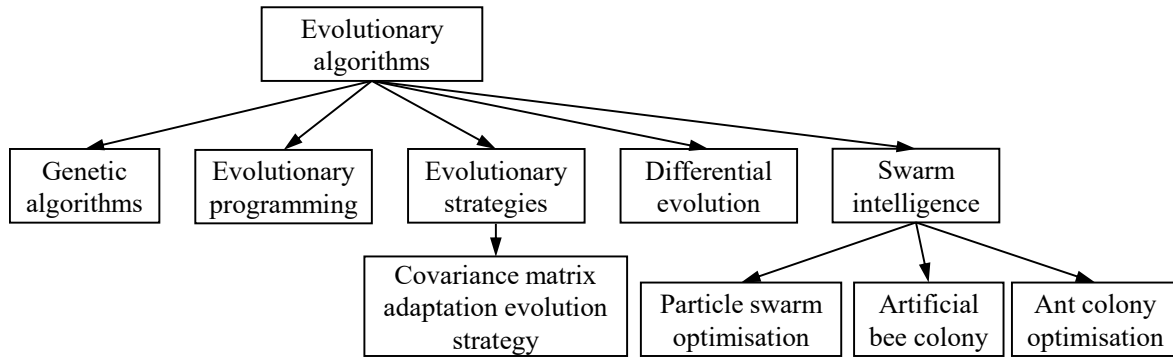 Evolutionary
algorithms
Genetic
algorithms
Evolutionary
programming
Evolutionary
strategies
Differential
evolution
Swarm
intelligence
Covariance matrix
adaptation evolution
strategy
Particle swarm
optimisation
Artificial
bee colony
Ant colony
optimisation